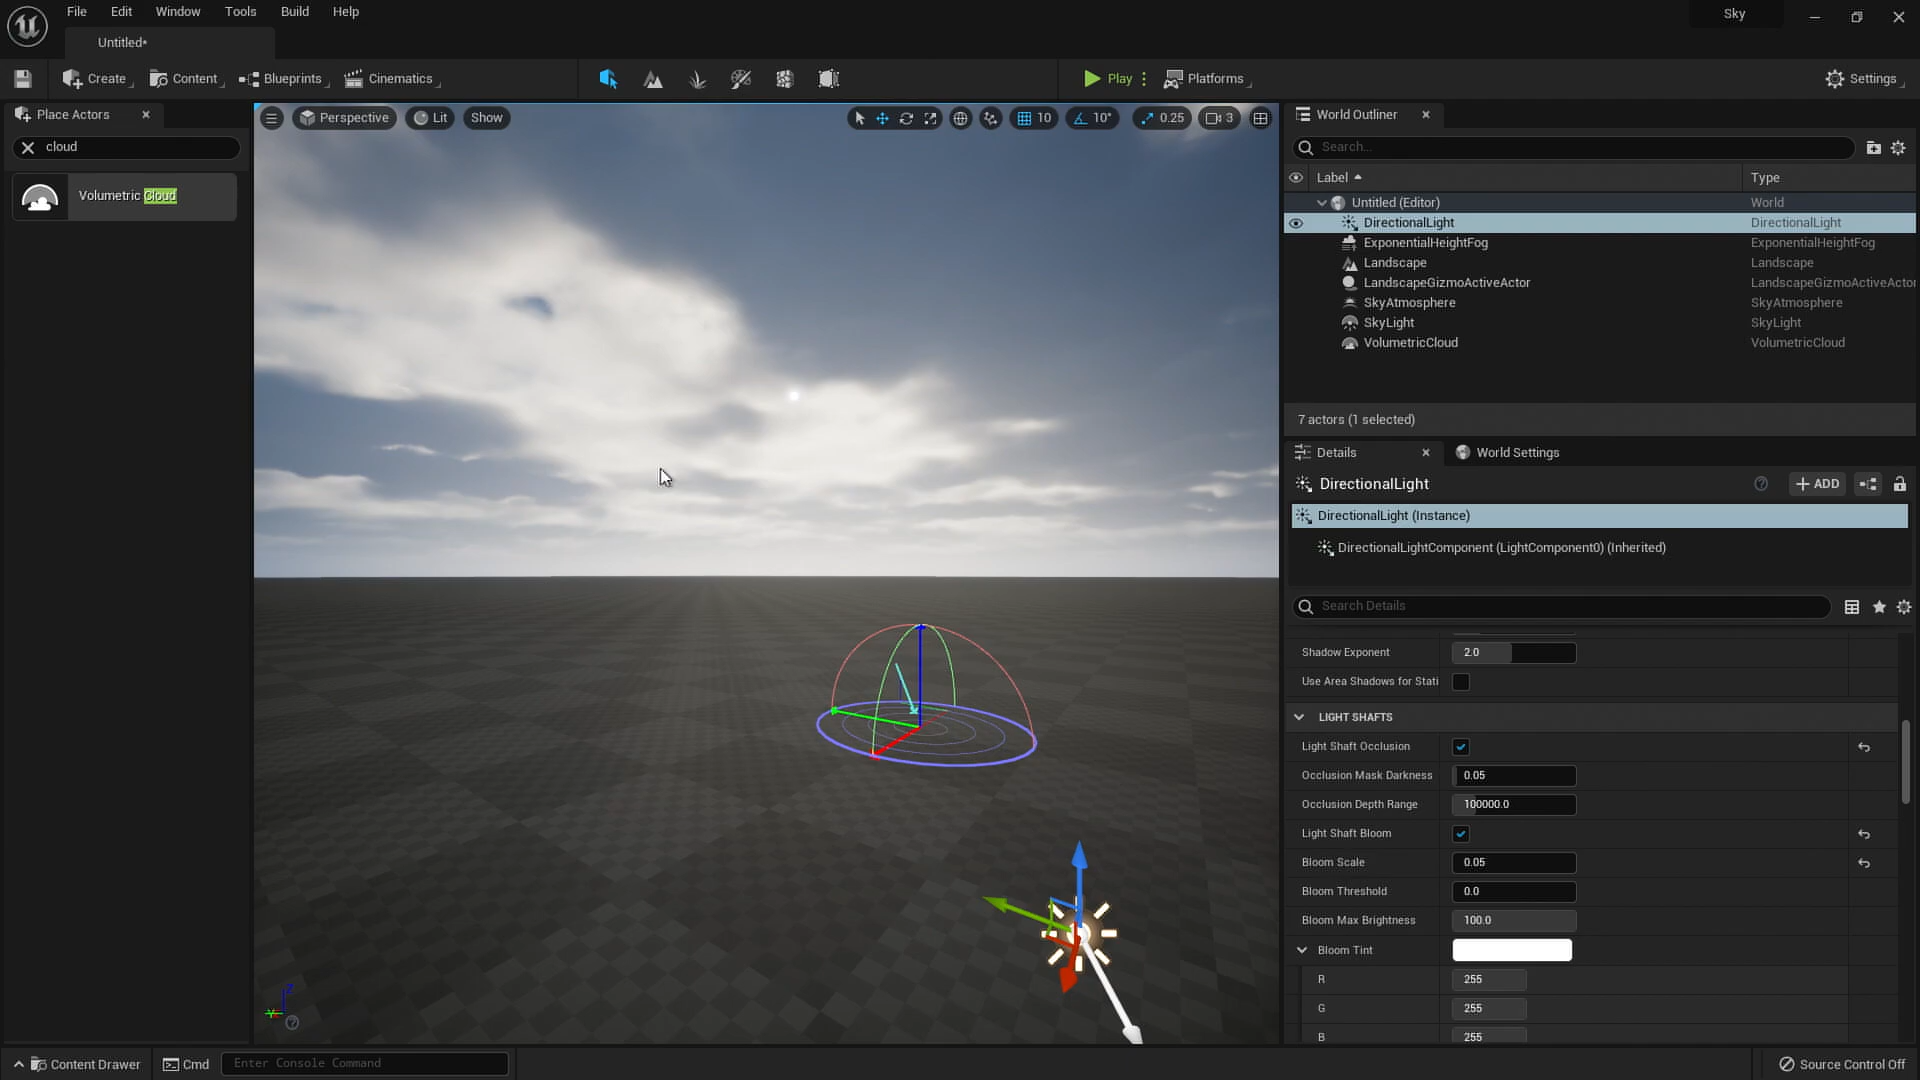 File Edit Window Tools Build Help
Sky
Untitled*
Create Content Blueprints Cinematics Play Platforms Settings
Place Actors
cloud
Volumetric Cloud
Perspective Lit Show 10 10° 0.25 3
World Outliner
Search...
Label Type
Untitled (Editor) World
DirectionalLight DirectionalLight
ExponentialHeightFog ExponentialHeightFog
Landscape Landscape
LandscapeGizmoActiveActor LandscapeGizmoActiveActor
SkyAtmosphere SkyAtmosphere
SkyLight SkyLight
VolumetricCloud VolumetricCloud
7 actors (1 selected)
Details World Settings
DirectionalLight + ADD
DirectionalLight (Instance)
DirectionalLightComponent (LightComponent0) (Inherited)
Search Details
Shadow Exponent 2.0
Use Area Shadows for Stati
LIGHT SHAFTS
Light Shaft Occlusion
Occlusion Mask Darkness 0.05
Occlusion Depth Range 100000.0
Light Shaft Bloom
Bloom Scale 0.05
Bloom Threshold 0.0
Bloom Max Brightness 100.0
Bloom Tint
R 255
G 255
B 255
Z
Y
Content Drawer Cmd Enter Console Command Source Control Off